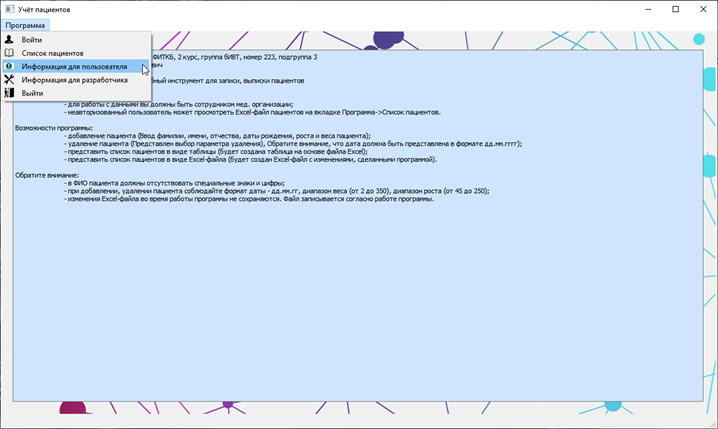 Учёт пациентов
Программа
Войти
Список пациентов
Информация для пользователя
Информация для разработчика
Выйти
ФИТКБ, 2 курс, группа бИВТ, номер 223, подгруппа 3
вич
бный инструмент для записи, выписки пациентов
- для работы с данными вы должны быть сотрудником мед. организации;
- неавторизованный пользователь может просмотреть Excel-файл пациентов на вкладке Программа->Список пациентов.
Возможности программы:
- добавление пациента (Ввод фамилии, имени, отчества, даты рождения, роста и веса пациента);
- удаление пациента (Представлен выбор параметра удаления), Обратите внимание, что дата должна быть представлена в формате дд.мм.гггг);
- представить список пациентов в виде таблицы (будет создана таблица на основе файла Excel);
- представить список пациентов в виде Excel-файла (будет создан Excel-файл с изменениями, сделанными программой).
Обратите внимание:
- в ФИО пациента должны отсутствовать специальные знаки и цифры;
- при добавлении, удалении пациента соблюдайте формат даты - дд.мм.гг, диапазон веса (от 2 до 350), диапазон роста (от 45 до 250);
- изменения Excel-файла во время работы программы не сохраняются. Файл записывается согласно работе программы.